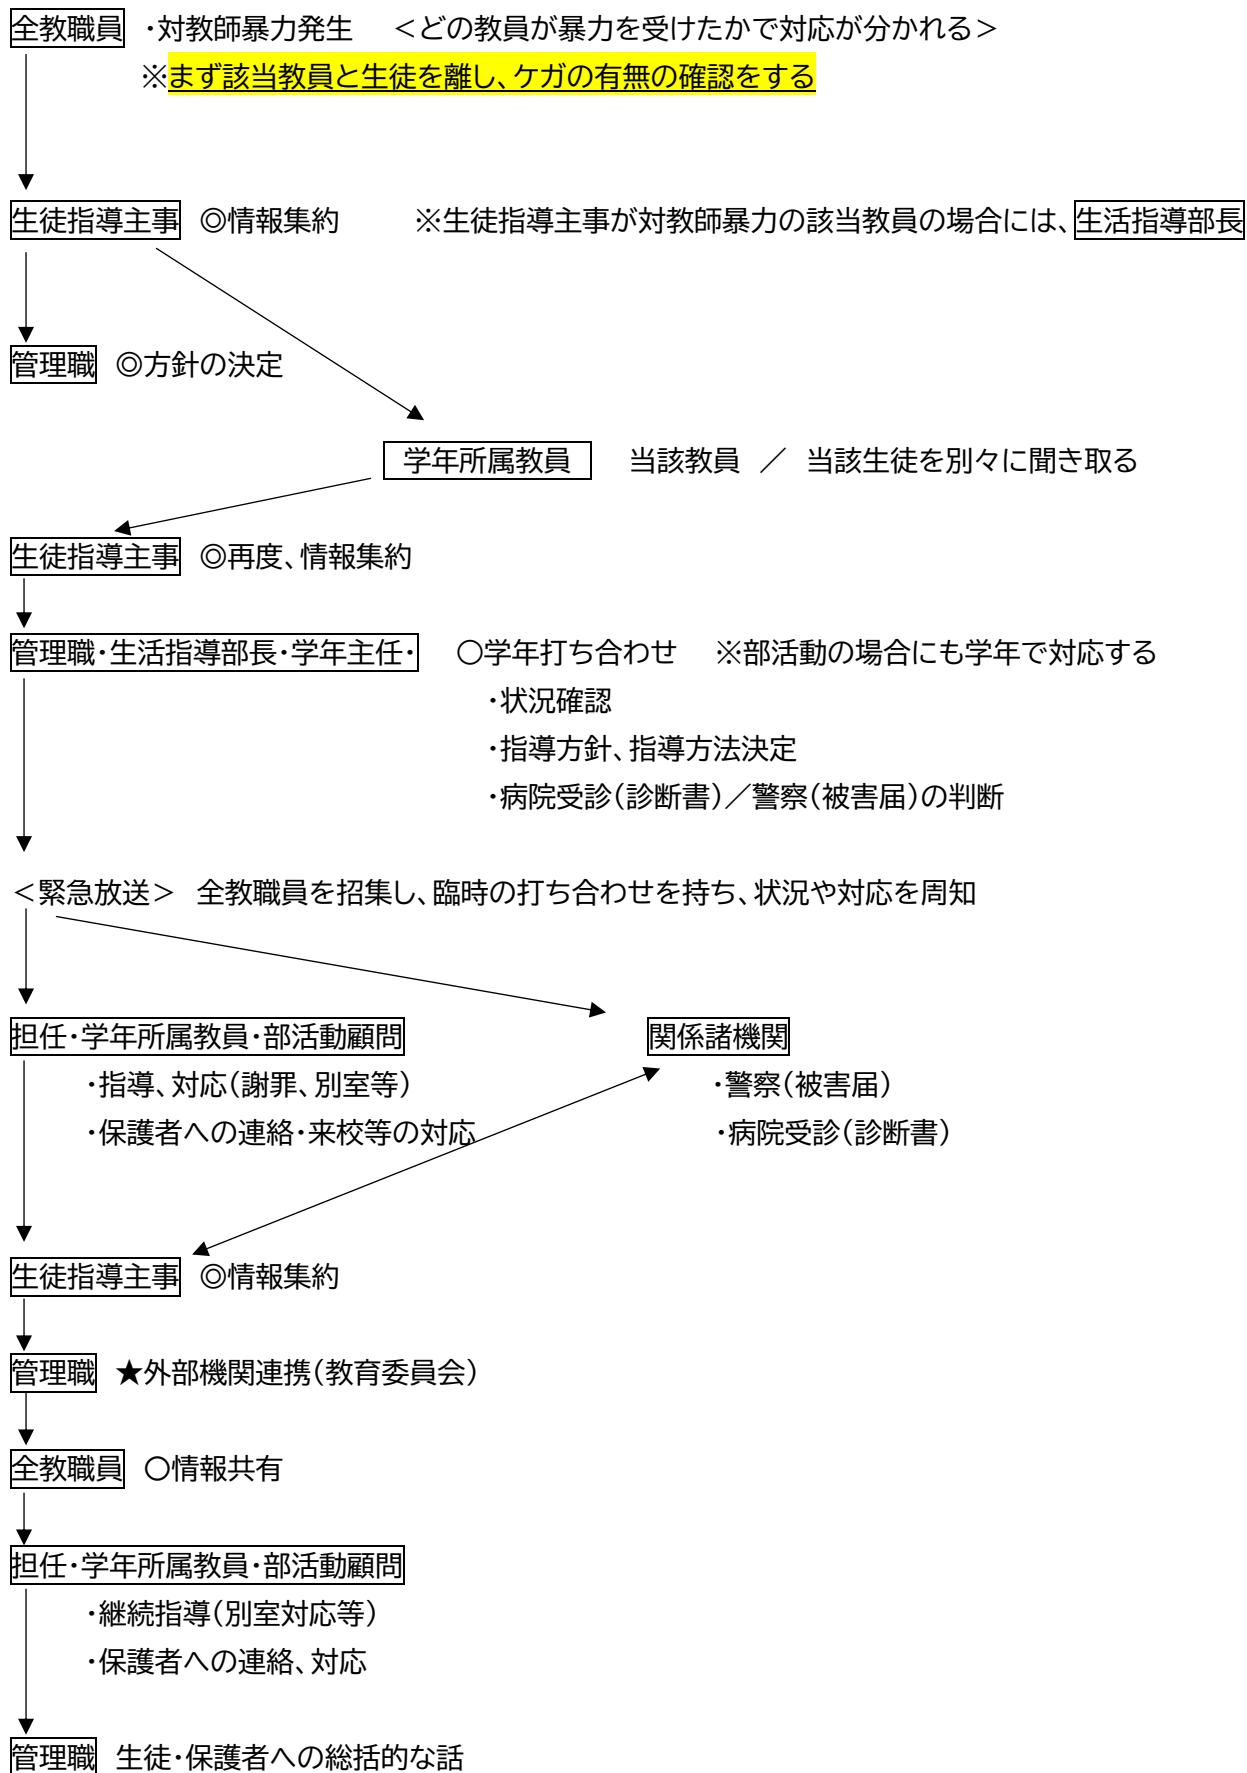 全教職員 ・対教師暴力発生 ＜どの教員が暴力を受けたかで対応が分かれる＞
※まず該当教員と生徒を離し、ケガの有無の確認をする
生徒指導主事 ◎情報集約 ※生徒指導主事が対教師暴力の該当教員の場合には、生活指導部長
管理職 ◎方針の決定
学年所属教員 当該教員 ／ 当該生徒を別々に聞き取る
生徒指導主事 ◎再度、情報集約
管理職・生活指導部長・学年主任・ 〇学年打ち合わせ ※部活動の場合にも学年で対応する
・状況確認
・指導方針、指導方法決定
・病院受診（診断書）／警察（被害届）の判断
＜緊急放送＞ 全教職員を招集し、臨時の打ち合わせを持ち、状況や対応を周知
担任・学年所属教員・部活動顧問 関係諸機関
・指導、対応（謝罪、別室等） ・警察（被害届）
・保護者への連絡・来校等の対応 ・病院受診（診断書）
生徒指導主事 ◎情報集約
管理職 ★外部機関連携（教育委員会）
全教職員 〇情報共有
担任・学年所属教員・部活動顧問
・継続指導（別室対応等）
・保護者への連絡、対応
管理職 生徒・保護者への総括的な話